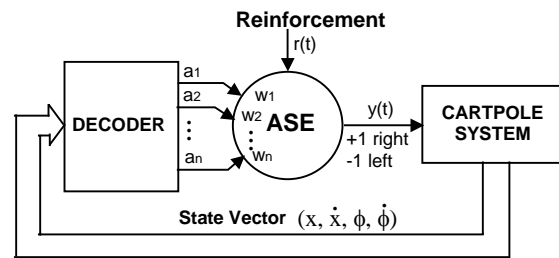 Reinforcement
r(t)
a1
a2
⋮
an
DECODER
w1
w2
⋮
wn
ASE
y(t)
+1 right
-1 left
CARTPOLE
SYSTEM
State Vector (x, ẋ, ϕ, ϕ̇)